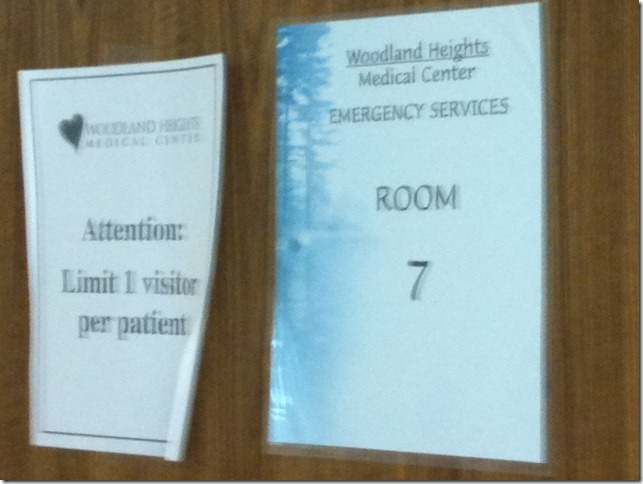 WOODLAND HEIGHTS
MEDICAL CENTER
Attention:
Limit 1 visitor
per patient
Woodland Heights
Medical Center
EMERGENCY SERVICES
ROOM
7